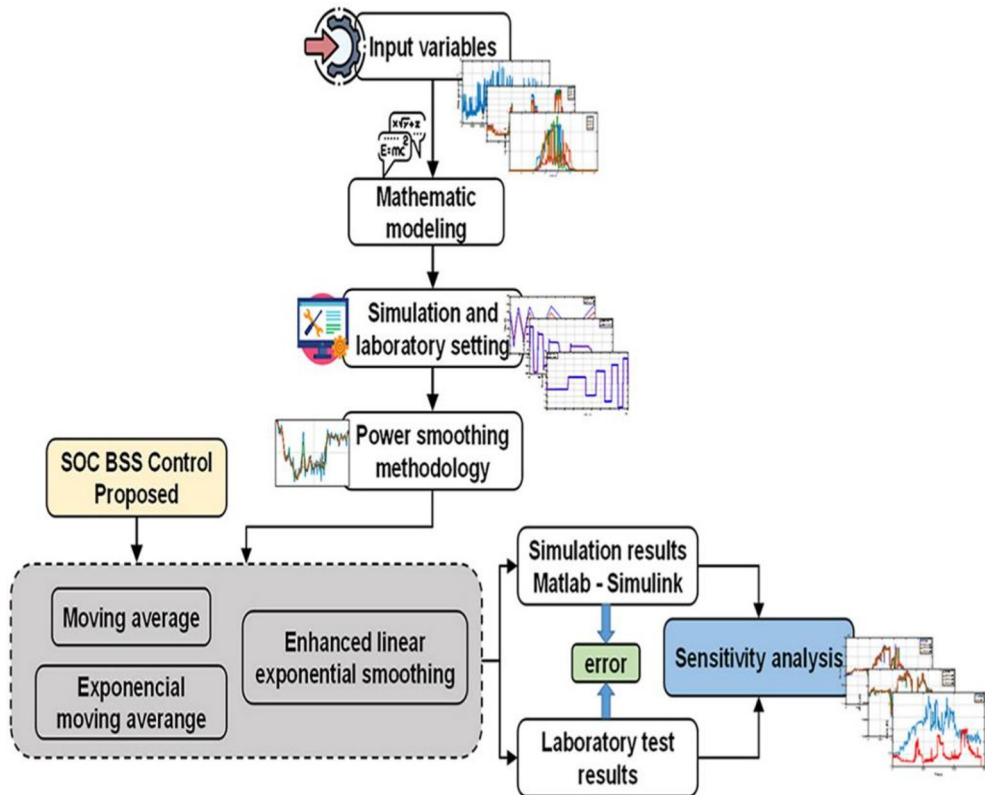 Input variables
x√y+z
E=mc²
Mathematic
modeling
Simulation and
laboratory setting
Power smoothing
methodology
SOC BSS Control
Proposed
Moving average
Exponencial
moving averange
Enhanced linear
exponential smoothing
Simulation results
Matlab - Simulink
error
Sensitivity analysis
Laboratory test
results